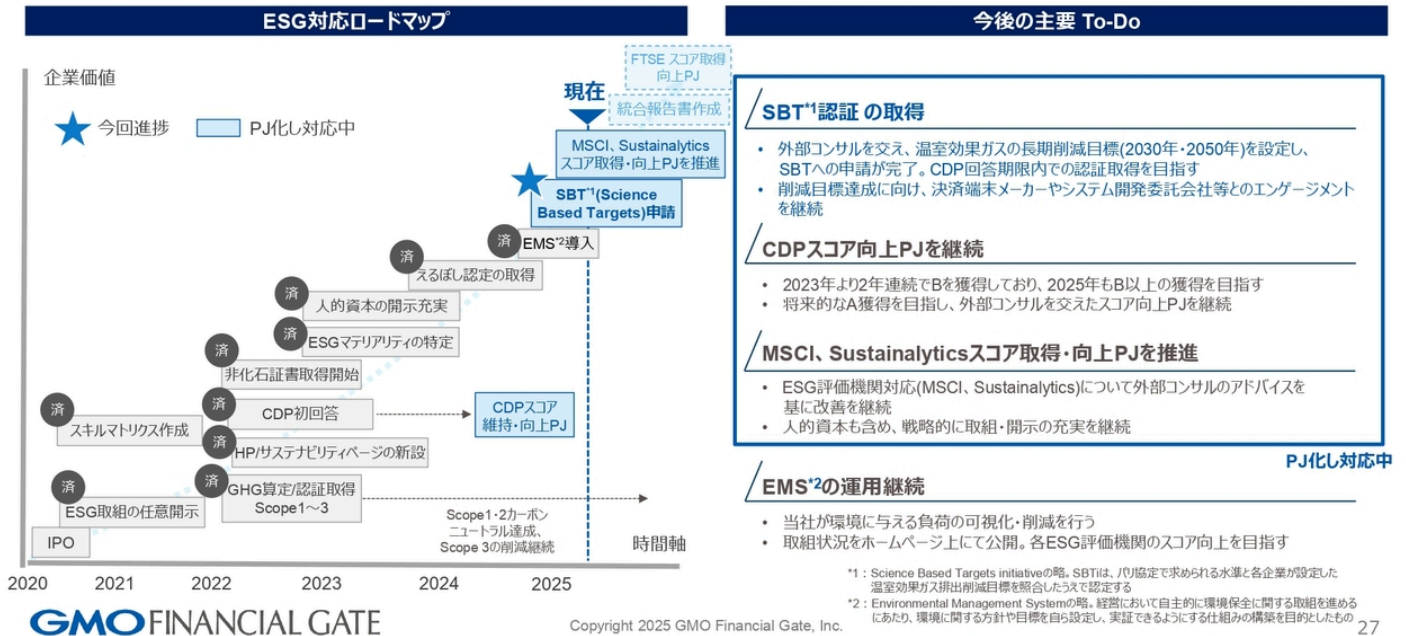 ESG対応ロードマップ
企業価値
今回進捗
PJ化し対応中
現在
FTSE スコア取得
向上PJ
統合報告書作成
MSCI、Sustainalytics
スコア取得・向上PJを推進
SBT*1(Science
Based Targets)申請
済
EMS*2導入
済
えるぼし認定の取得
済
人的資本の開示充実
済
ESGマテリアリティの特定
済
非化石証書取得開始
済
CDP初回答
CDPスコア
維持・向上PJ
済
スキルマトリクス作成
済
HP/サステナビリティページの新設
済
GHG算定/認証取得
Scope1～3
済
ESG取組の任意開示
Scope1・2カーボン
ニュートラル達成、
Scope 3の削減継続
IPO
時間軸
2020
2021
2022
2023
2024
2025
今後の主要 To-Do
SBT*1認証 の取得
• 外部コンサルを交え、温室効果ガスの長期削減目標(2030年・2050年)を設定し、
SBTへの申請が完了。CDP回答期限内での認証取得を目指す
• 削減目標達成に向け、決済端末メーカーやシステム開発委託会社等とのエンゲージメント
を継続
CDPスコア向上PJを継続
• 2023年より2年連続でBを獲得しており、2025年もB以上の獲得を目指す
• 将来的なA獲得を目指し、外部コンサルを交えたスコア向上PJを継続
MSCI、Sustainalyticsスコア取得・向上PJを推進
• ESG評価機関対応(MSCI、Sustainalytics)について外部コンサルのアドバイスを
基に改善を継続
• 人的資本も含め、戦略的に取組・開示の充実を継続
PJ化し対応中
EMS*2の運用継続
• 当社が環境に与える負荷の可視化・削減を行う
• 取組状況をホームページ上にて公開。各ESG評価機関のスコア向上を目指す
*1：Science Based Targets initiativeの略。SBTiは、パリ協定で求められる水準と各企業が設定した
温室効果ガス排出削減目標を照合したうえで認定する
*2：Environmental Management Systemの略。経営において自主的に環境保全に関する取組を進める
にあたり、環境に関する方針や目標を自ら設定し、実証できるようにする仕組みの構築を目的としたもの
GMO FINANCIAL GATE
Copyright 2025 GMO Financial Gate, Inc.
27